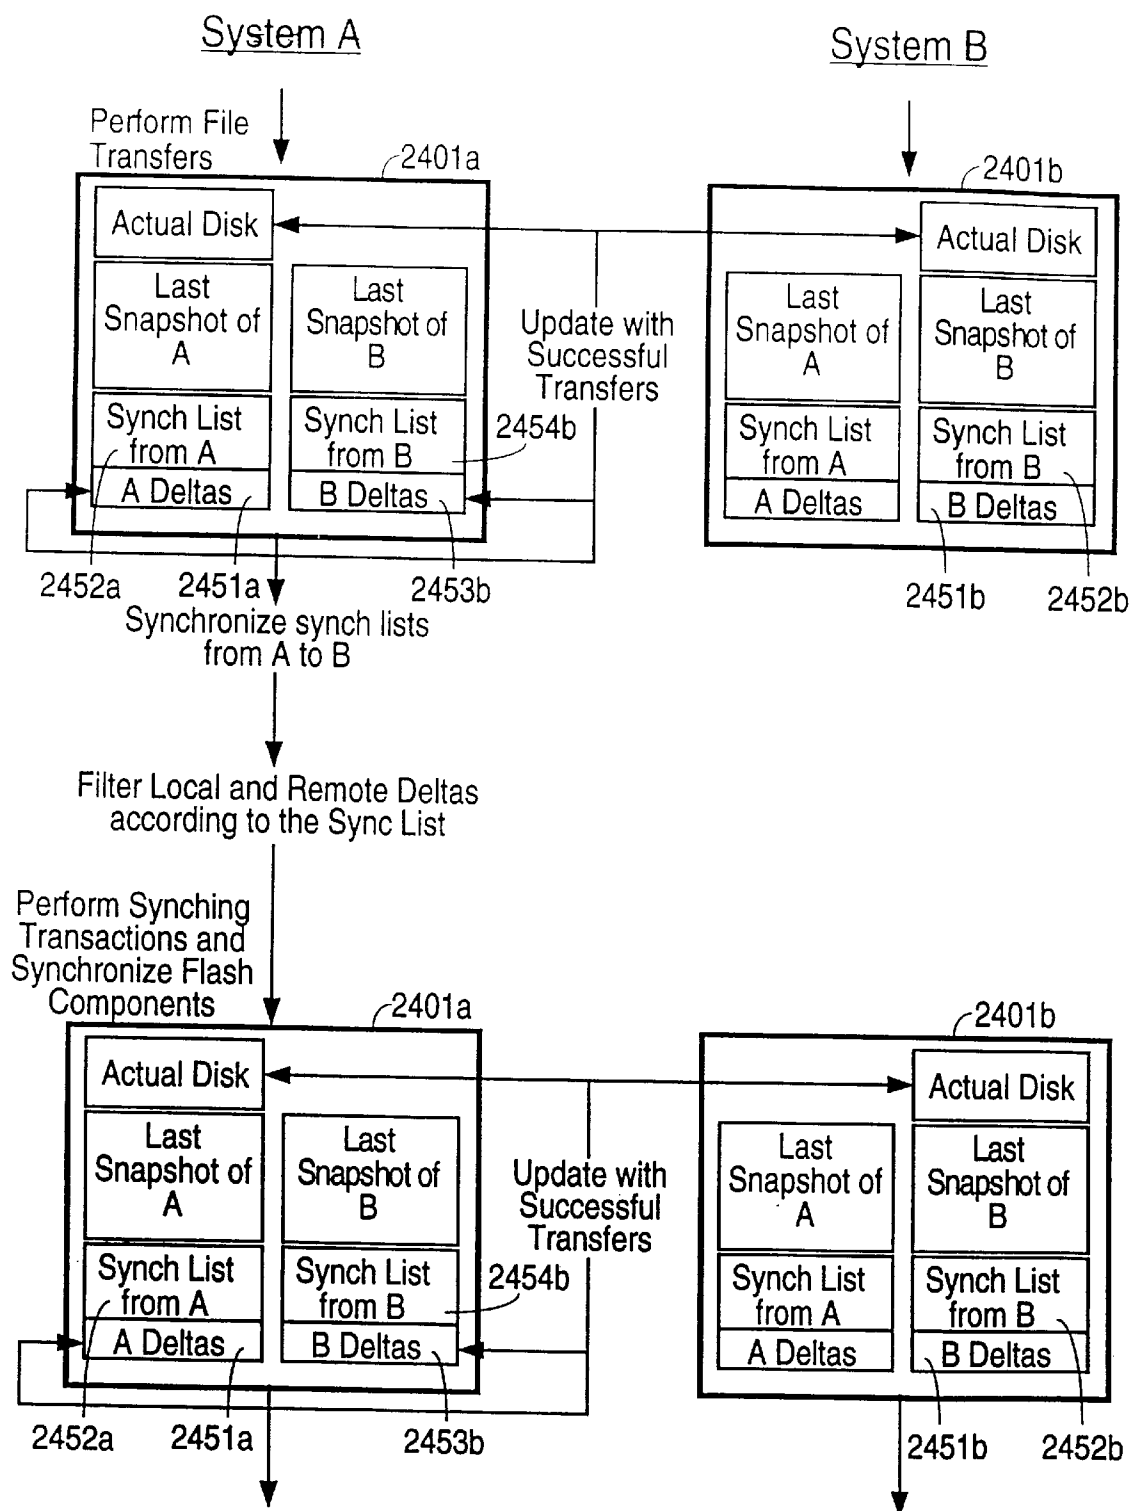 System A
System B
Perform File
Transfers
2401a
2401b
Actual Disk
Actual Disk
Last
Snapshot of
A
Last
Snapshot of
B
Update with
Successful
Transfers
Last
Snapshot of
A
Last
Snapshot of
B
Synch List
from A
Synch List
from B
2454b
Synch List
from A
Synch List
from B
A Deltas
B Deltas
A Deltas
B Deltas
2452a
2451a
2453b
2451b
2452b
Synchronize synch lists
from A to B
Filter Local and Remote Deltas
according to the Sync List
Perform Synching
Transactions and
Synchronize Flash
Components
2401a
2401b
Actual Disk
Actual Disk
Last
Snapshot of
A
Last
Snapshot of
B
Update with
Successful
Transfers
Last
Snapshot of
A
Last
Snapshot of
B
Synch List
from A
Synch List
from B
2454b
Synch List
from A
Synch List
from B
A Deltas
B Deltas
A Deltas
B Deltas
2452a
2451a
2453b
2451b
2452b